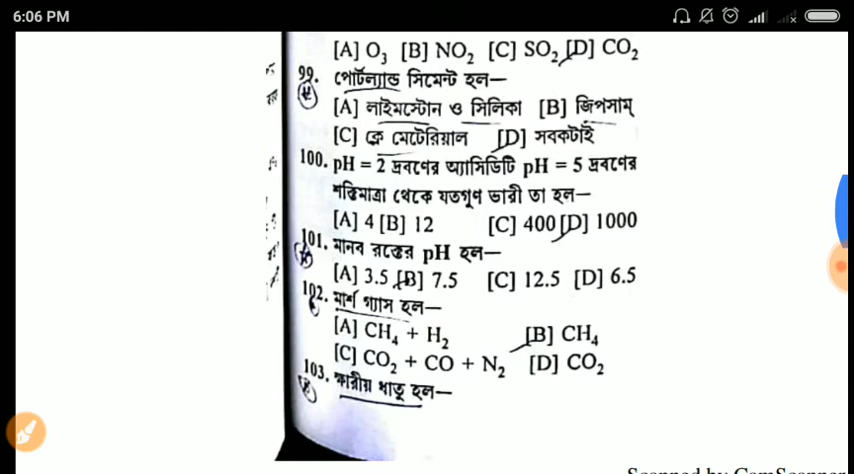 6:06 PM
[A] O₃ [B] NO₂ [C] SO₂ [D] CO₂
99. পোর্টল্যান্ড সিমেন্ট হল—
[A] লাইমস্টোন ও সিলিকা [B] জিপসাম্
[C] ক্লে মেটেরিয়াল [D] সবকটাই
100. pH = 2 দ্রবণের অ্যাসিডিটি pH = 5 দ্রবণের
শক্তিমাত্রা থেকে যতগুণ ভারী তা হল—
[A] 4 [B] 12 [C] 400 [D] 1000
101. মানব রক্তের pH হল—
[A] 3.5 [B] 7.5 [C] 12.5 [D] 6.5
102. মার্শ গ্যাস হল—
[A] CH₄ + H₂ [B] CH₄
[C] CO₂ + CO + N₂ [D] CO₂
103. ক্ষারীয় ধাতু হল—